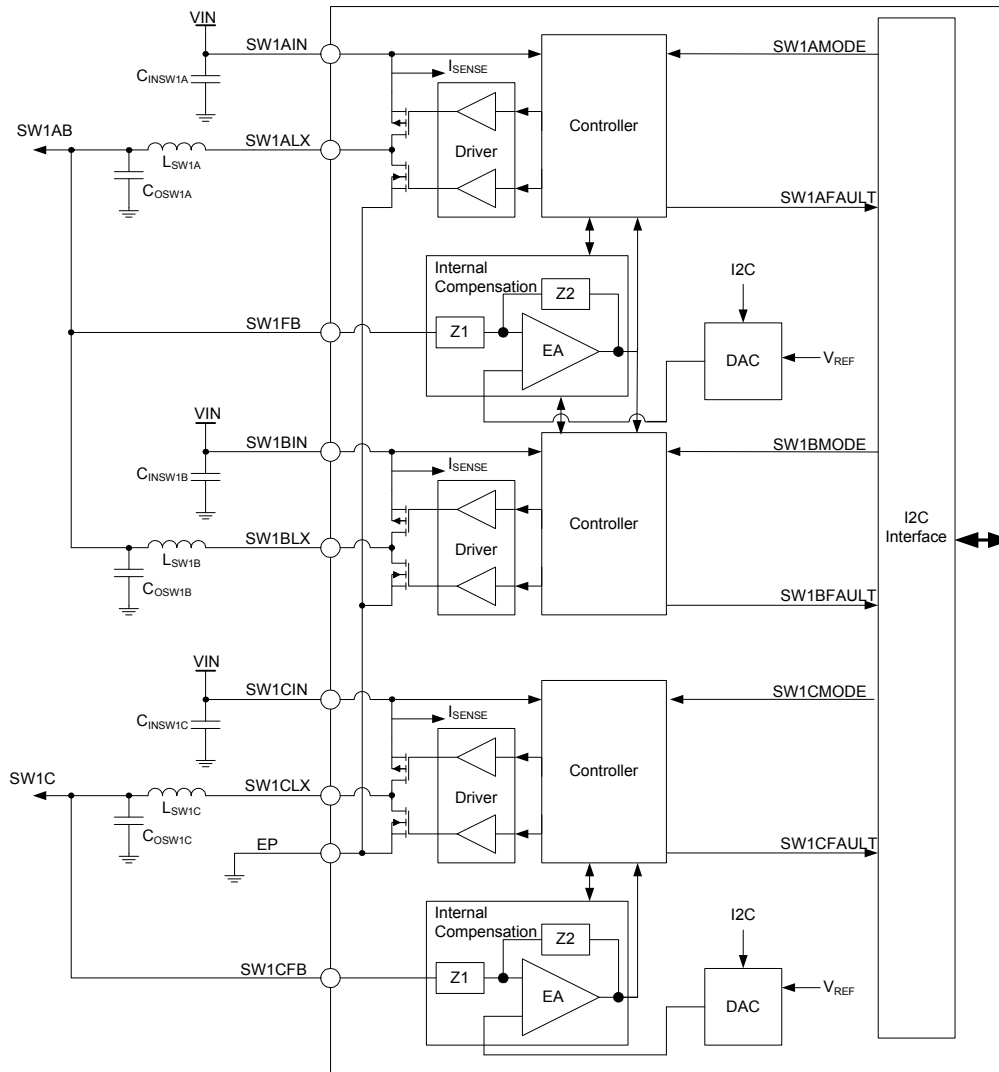 VIN
SW1AIN
SW1AMODE
CINSW1A
ISENSE
Controller
SW1AB
SW1ALX
Driver
LSW1A
COSW1A
SW1AFAULT
Internal
Compensation
I2C
Z2
SW1FB
Z1
EA
DAC
VREF
VIN
SW1BIN
SW1BMODE
CINSW1B
ISENSE
Controller
I2C
Interface
SW1BLX
Driver
LSW1B
COSW1B
SW1BFAULT
VIN
SW1CIN
SW1CMODE
CINSW1C
ISENSE
Controller
SW1C
SW1CLX
Driver
LSW1C
COSW1C
EP
SW1CFAULT
Internal
Compensation
I2C
Z2
SW1CFB
Z1
EA
DAC
VREF